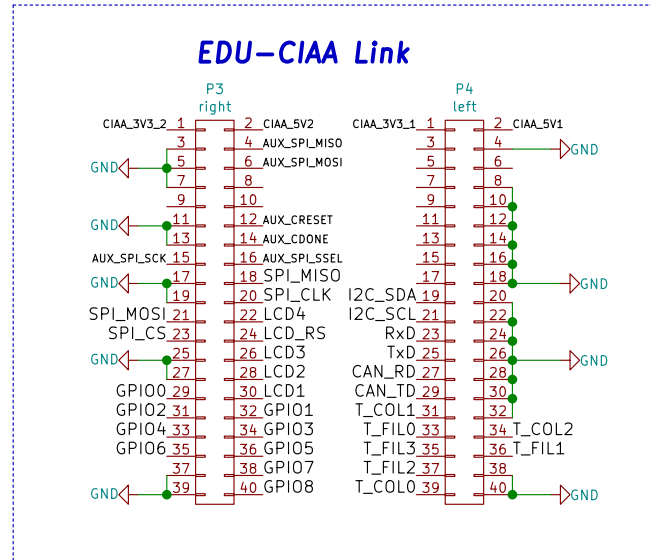 EDU-CIAA Link
P3 P4
right left
CIAA_3V3_2 1 2 CIAA_5V2 CIAA_3V3_1 1 2 CIAA_5V1
3 4 AUX_SPI_MISO 3 4 GND
GND 5 6 AUX_SPI_MOSI 5 6
7 8 7 8
9 10 9 10
GND 11 12 AUX_CRESET 11 12
13 14 AUX_CDONE 13 14
AUX_SPI_SCK 15 16 AUX_SPI_SSEL 15 16
GND 17 18 SPI_MISO 17 18 GND
19 20 SPI_CLK I2C_SDA 19 20
SPI_MOSI 21 22 LCD4 I2C_SCL 21 22
SPI_CS 23 24 LCD_RS RxD 23 24
GND 25 26 LCD3 TxD 25 26 GND
27 28 LCD2 CAN_RD 27 28
GPIO0 29 30 LCD1 CAN_TD 29 30
GPIO2 31 32 GPIO1 T_COL1 31 32
GPIO4 33 34 GPIO3 T_FIL0 33 34 T_COL2
GPIO6 35 36 GPIO5 T_FIL3 35 36 T_FIL1
37 38 GPIO7 T_FIL2 37 38
GND 39 40 GPIO8 T_COL0 39 40 GND